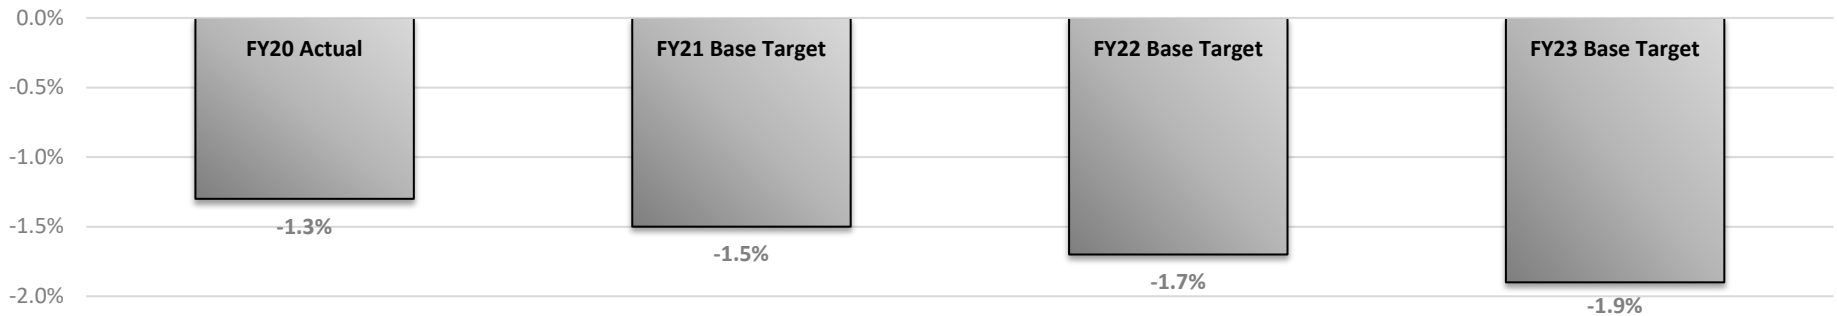 0.0%
FY20 Actual
FY21 Base Target
FY22 Base Target
FY23 Base Target
-0.5%
-1.0%
-1.5%
-1.3%
-1.5%
-1.7%
-2.0%
-1.9%